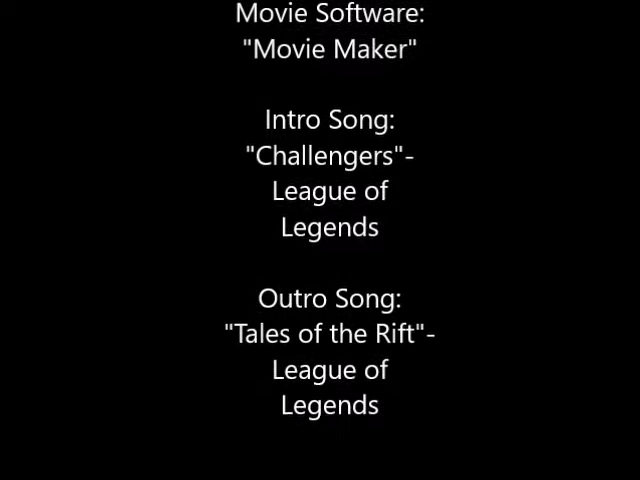 Movie Software:
"Movie Maker"
Intro Song:
"Challengers"-
League of
Legends
Outro Song:
"Tales of the Rift"-
League of
Legends